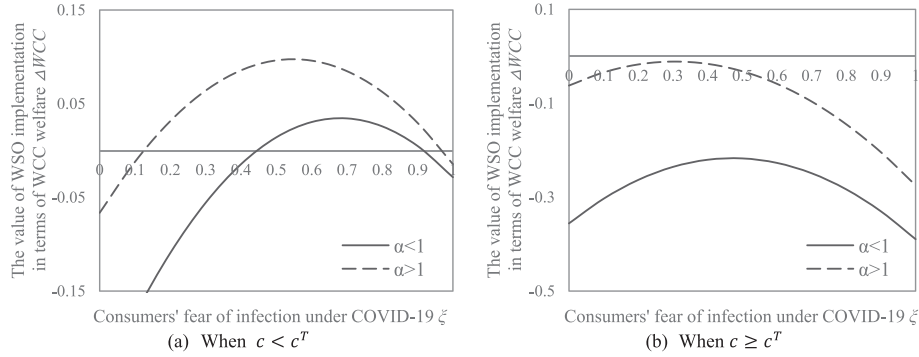 The value of WSO implementation
in terms of WCC welfare ΔWCC
0.15
0.05
-0.05
-0.15
0 0.1 0.2 0.3 0.4 0.5 0.6 0.7 0.8 0.9 1
α<1
α>1
Consumers' fear of infection under COVID-19 ξ
(a) When c < c^T
The value of WSO implementation
in terms of WCC welfare ΔWCC
0.1
-0.1
-0.3
-0.5
0 0.1 0.2 0.3 0.4 0.5 0.6 0.7 0.8 0.9 1
α<1
α>1
Consumers' fear of infection under COVID-19 ξ
(b) When c ≥ c^T